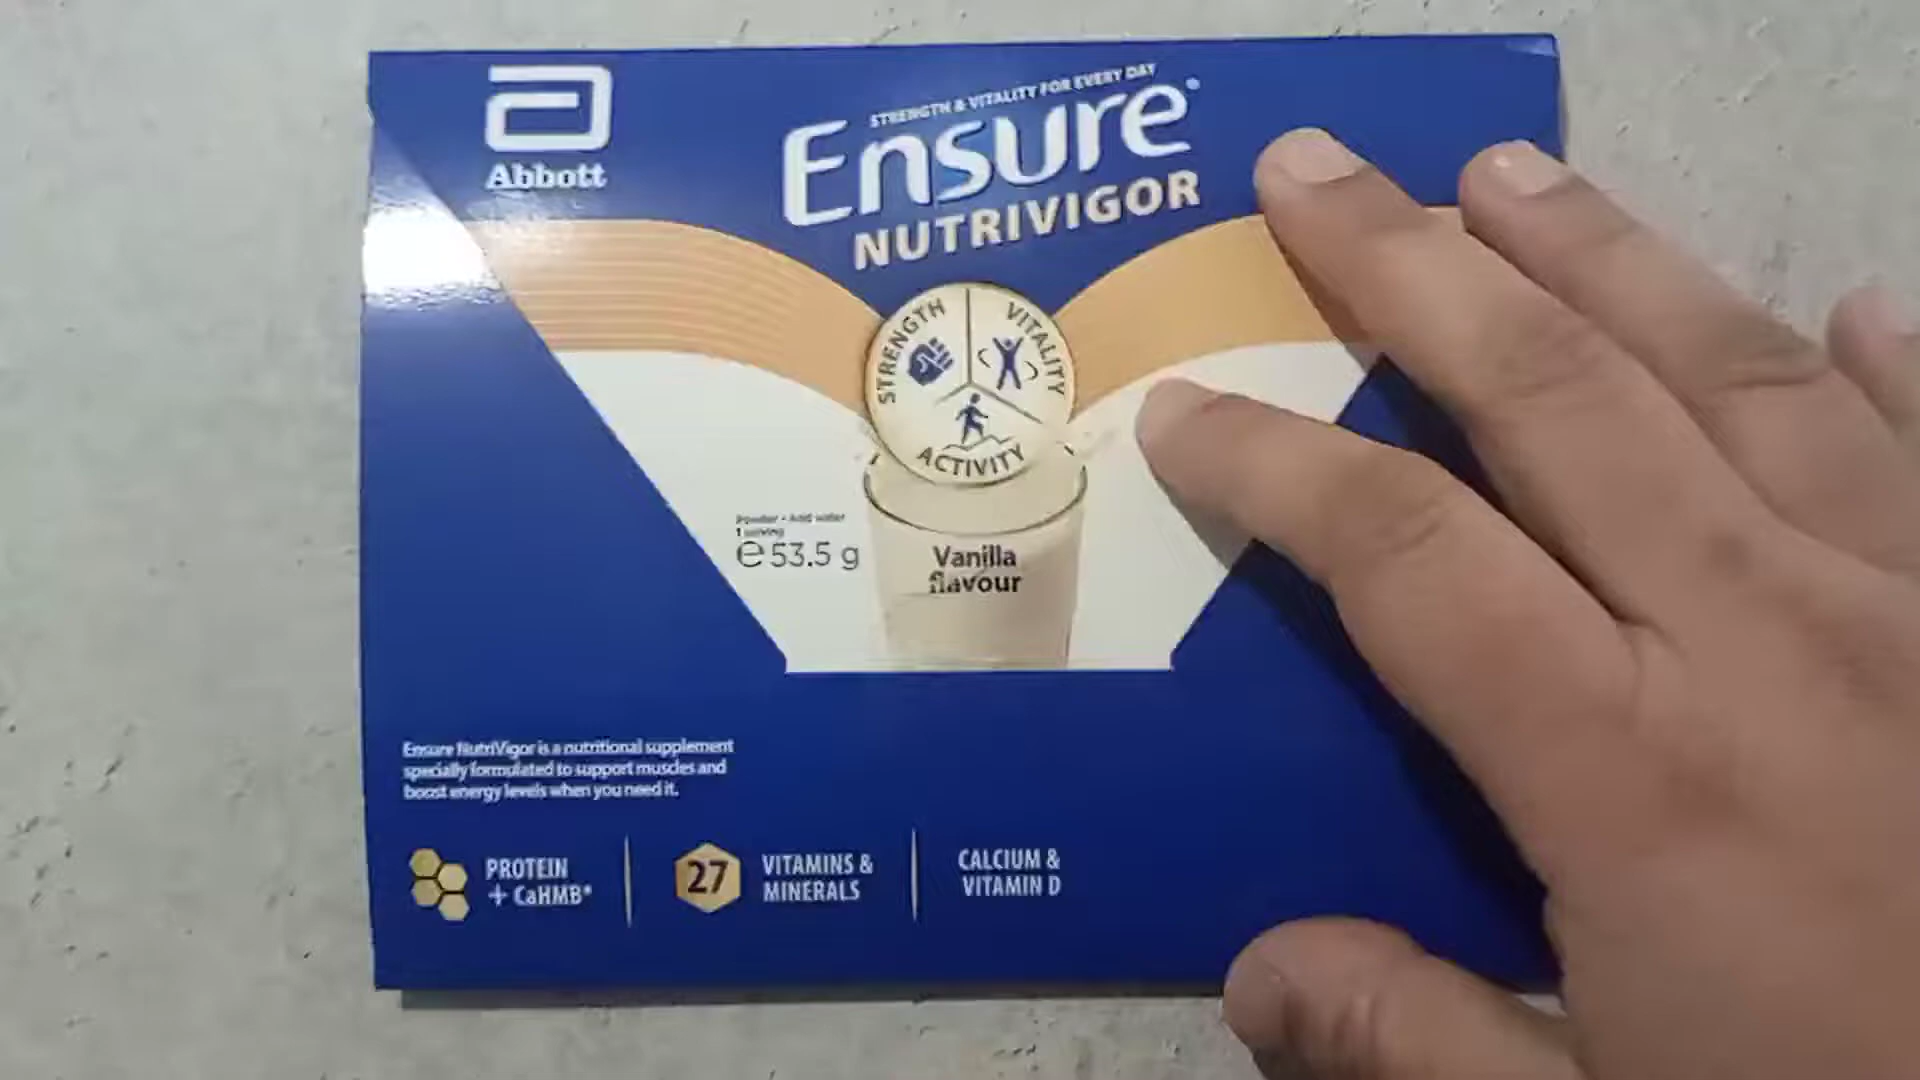 Abbott
STRENGTH & VITALITY FOR EVERY DAY
Ensure®
NUTRIVIGOR
STRENGTH
VITALITY
ACTIVITY
Powder - Add water
1 serving
℮53.5 g
Vanilla
flavour
Ensure NutriVigor is a nutritional supplement
specially formulated to support muscles and
boost energy levels when you need it.
PROTEIN
+ CaHMB*
27
VITAMINS &
MINERALS
CALCIUM &
VITAMIN D